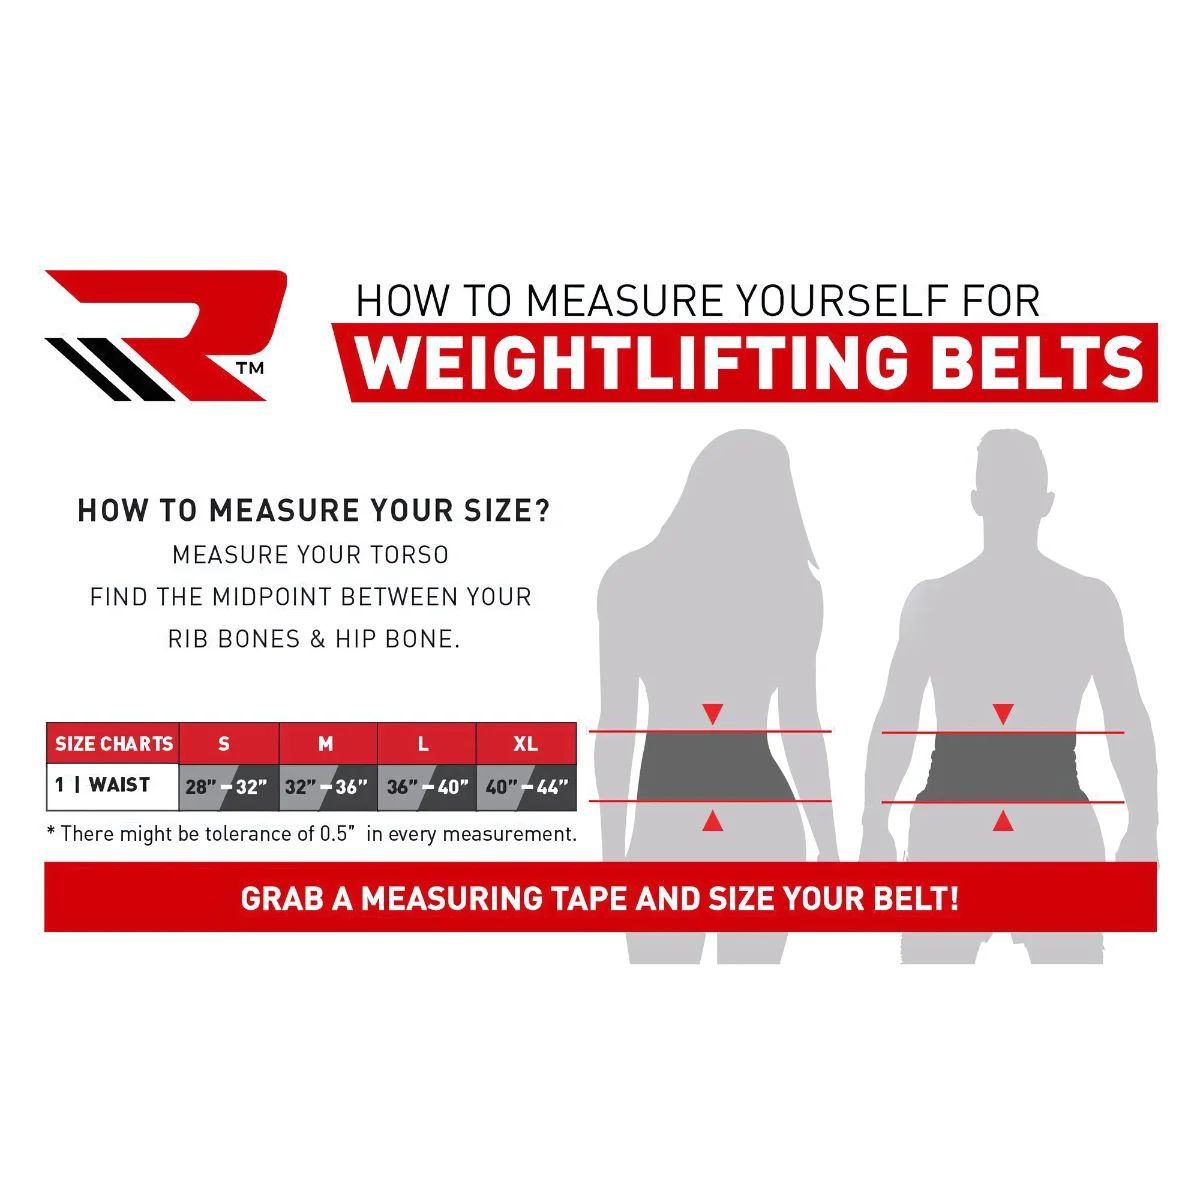 R TM
HOW TO MEASURE YOURSELF FOR
WEIGHTLIFTING BELTS
HOW TO MEASURE YOUR SIZE?
MEASURE YOUR TORSO
FIND THE MIDPOINT BETWEEN YOUR
RIB BONES & HIP BONE.
SIZE CHARTS S M L XL
1 | WAIST 28” – 32” 32” – 36” 36” – 40” 40” – 44”
* There might be tolerance of 0.5” in every measurement.
GRAB A MEASURING TAPE AND SIZE YOUR BELT!